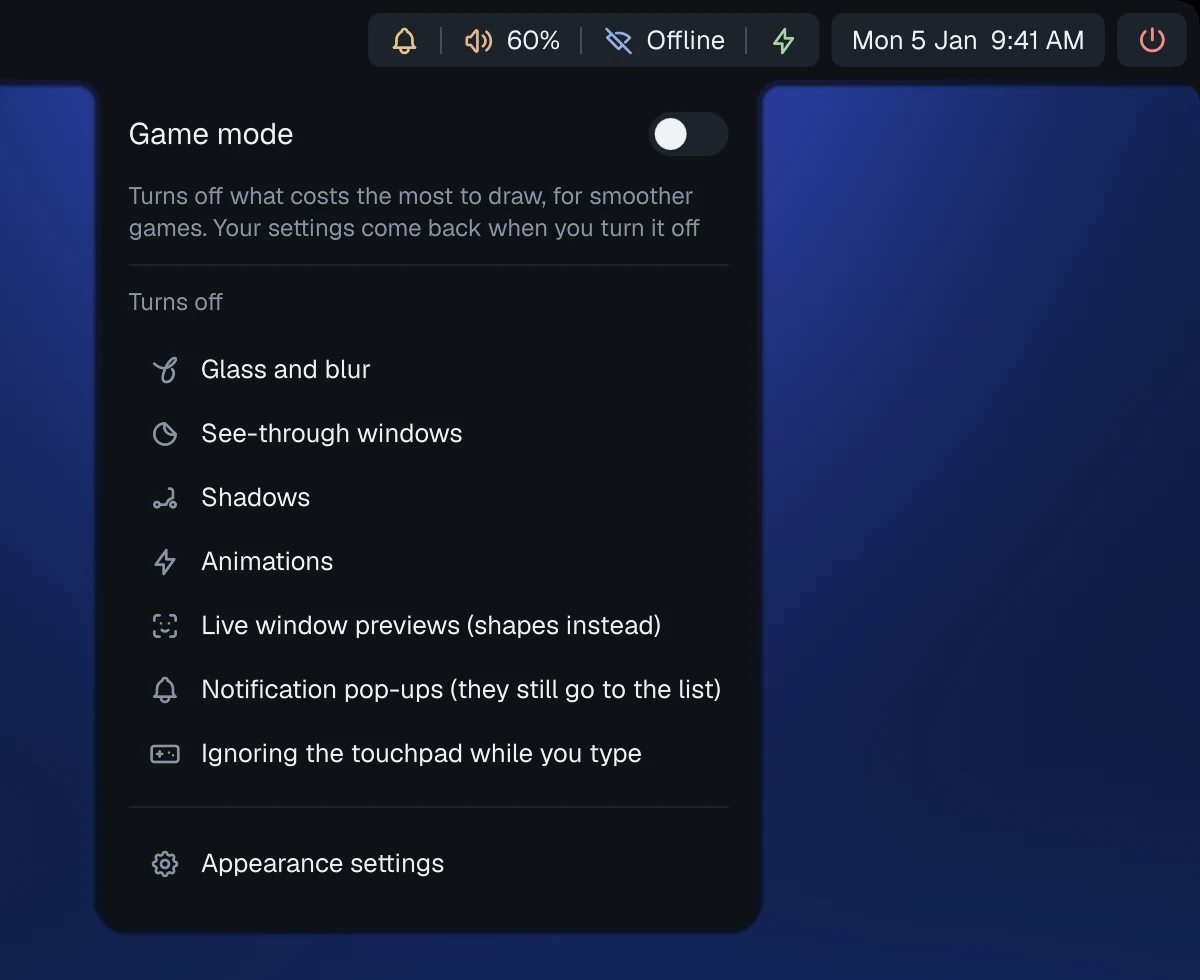 60%
Offline
Mon 5 Jan 9:41 AM
Game mode
Turns off what costs the most to draw, for smoother
games. Your settings come back when you turn it off
Turns off
Glass and blur
See-through windows
Shadows
Animations
Live window previews (shapes instead)
Notification pop-ups (they still go to the list)
Ignoring the touchpad while you type
Appearance settings